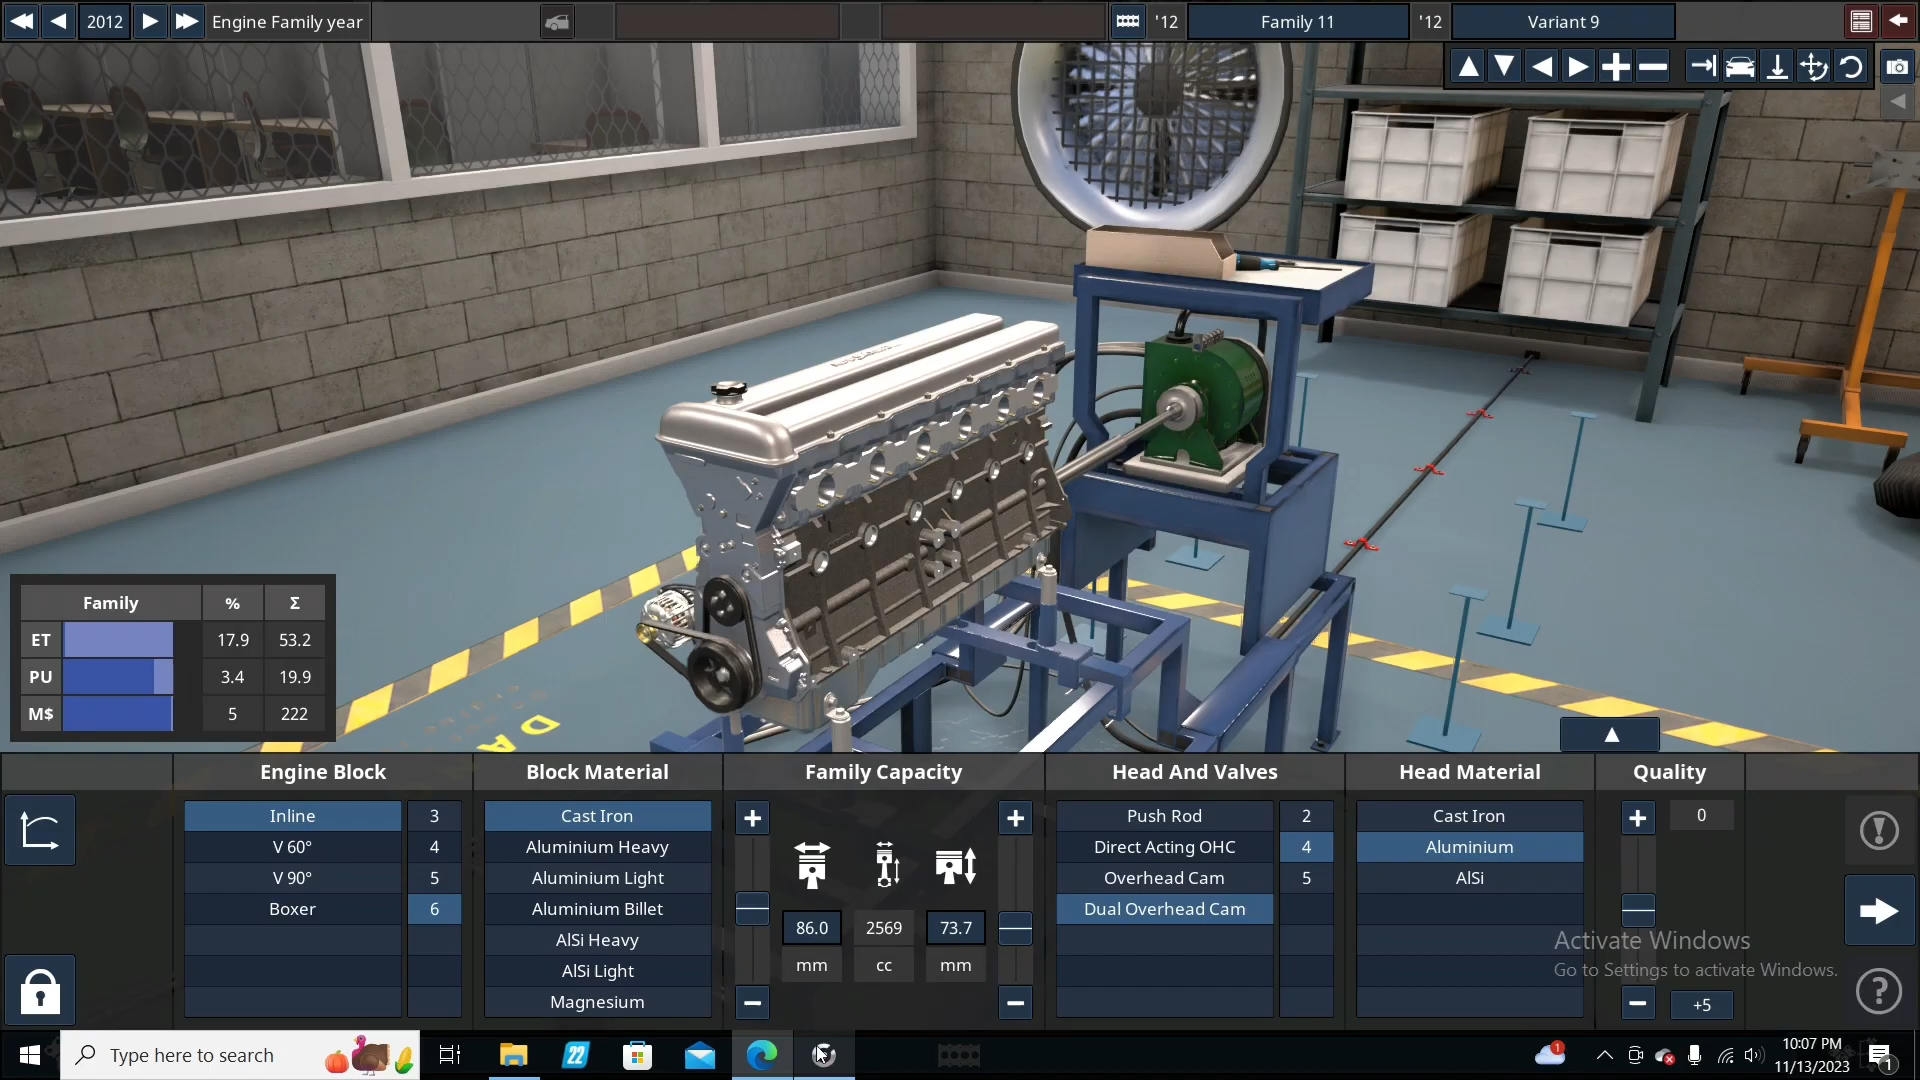 2012
Engine Family year
'12
Family 11
'12
Variant 9
Family
%
Σ
ET
17.9
53.2
PU
3.4
19.9
M$
5
222
Engine Block
Block Material
Family Capacity
Head And Valves
Head Material
Quality
Inline
3
V 60°
4
V 90°
5
Boxer
6
Cast Iron
Aluminium Heavy
Aluminium Light
Aluminium Billet
AlSi Heavy
AlSi Light
Magnesium
86.0
2569
73.7
mm
cc
mm
Push Rod
2
Direct Acting OHC
4
Overhead Cam
5
Dual Overhead Cam
Cast Iron
Aluminium
AlSi
0
+5
Activate Windows
Go to Settings to activate Windows.
Type here to search
22
1
10:07 PM
11/13/2023
1